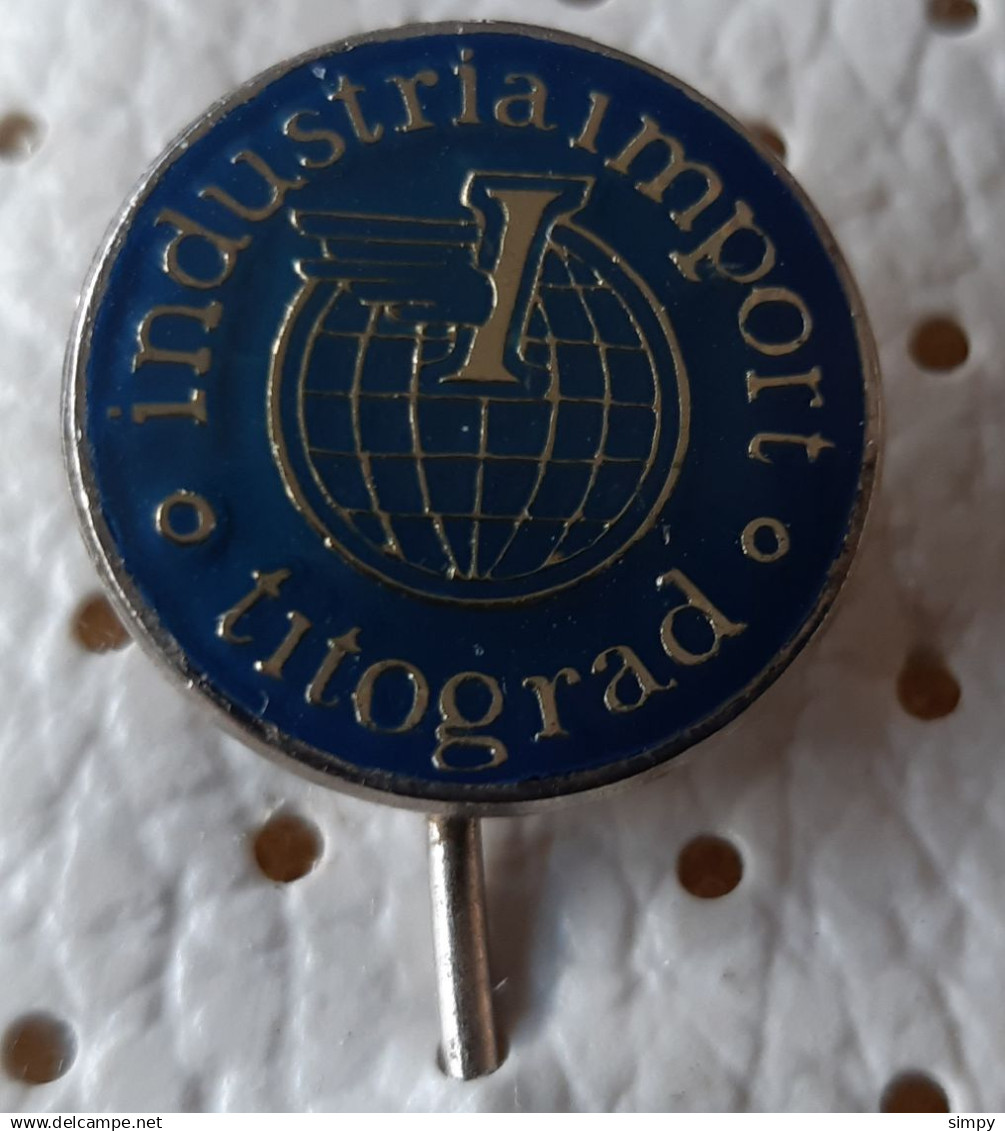 industriaimport
I
titograd
www.delcampe.net
simpy